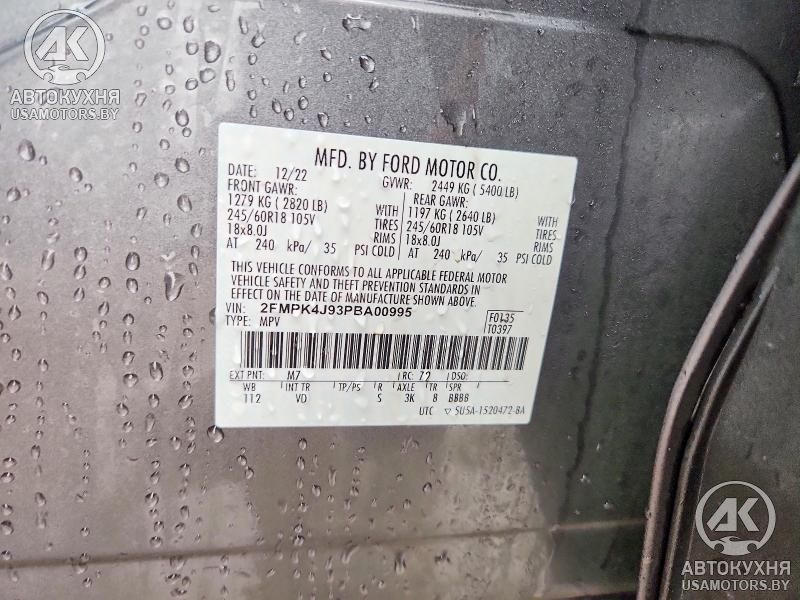 AK
АВТОКУХНЯ
USAMOTORS.BY
MFD. BY FORD MOTOR CO.
DATE: 12/22 GVWR: 2449 KG ( 5400 LB)
FRONT GAWR: REAR GAWR:
1279 KG ( 2820 LB) WITH 1197 KG ( 2640 LB) WITH
245/60R18 105V TIRES 245/60R18 105V TIRES
18x8.0J RIMS 18x8.0J RIMS
AT 240 kPa/ 35 PSI COLD AT 240 kPa/ 35 PSI COLD
THIS VEHICLE CONFORMS TO ALL APPLICABLE FEDERAL MOTOR
VEHICLE SAFETY AND THEFT PREVENTION STANDARDS IN
EFFECT ON THE DATE OF MANUFACTURE SHOWN ABOVE.
VIN: 2FMPK4J93PBA00995 F0135
TYPE: MPV T0397
EXT PNT: M7 RC: 72 DSO:
WB INT TR TP/PS R AXLE TR SPR
112 VD S 3K 8 BBBB
UTC ▽ 5U5A-1520472-BA
AK
АВТОКУХНЯ
USAMOTORS.BY